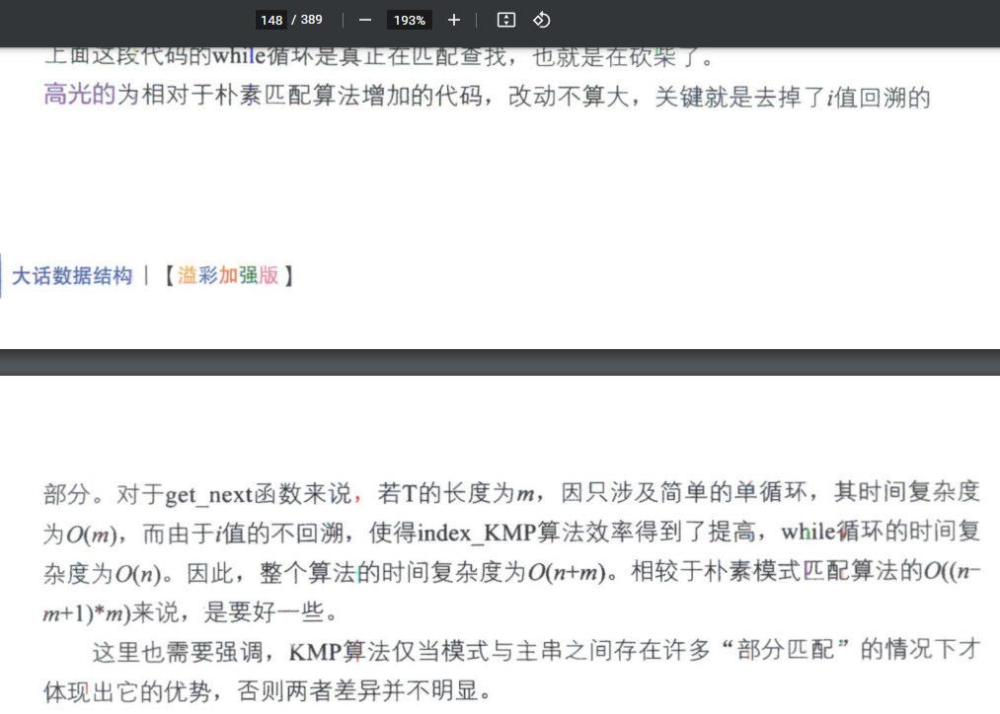 148 / 389
193%
上面这段代码的while循环是真正在匹配查找，也就是在砍柴了。
高光的为相对于朴素匹配算法增加的代码，改动不算大，关键就是去掉了i值回溯的
大话数据结构 | 【溢彩加强版】
部分。对于get_next函数来说，若T的长度为m，因只涉及简单的单循环，其时间复杂度
为O(m)，而由于i值的不回溯，使得index_KMP算法效率得到了提高，while循环的时间复
杂度为O(n)。因此，整个算法的时间复杂度为O(n+m)。相较于朴素模式匹配算法的O((n-
m+1)*m)来说，是要好一些。
这里也需要强调，KMP算法仅当模式与主串之间存在许多“部分匹配”的情况下才
体现出它的优势，否则两者差异并不明显。